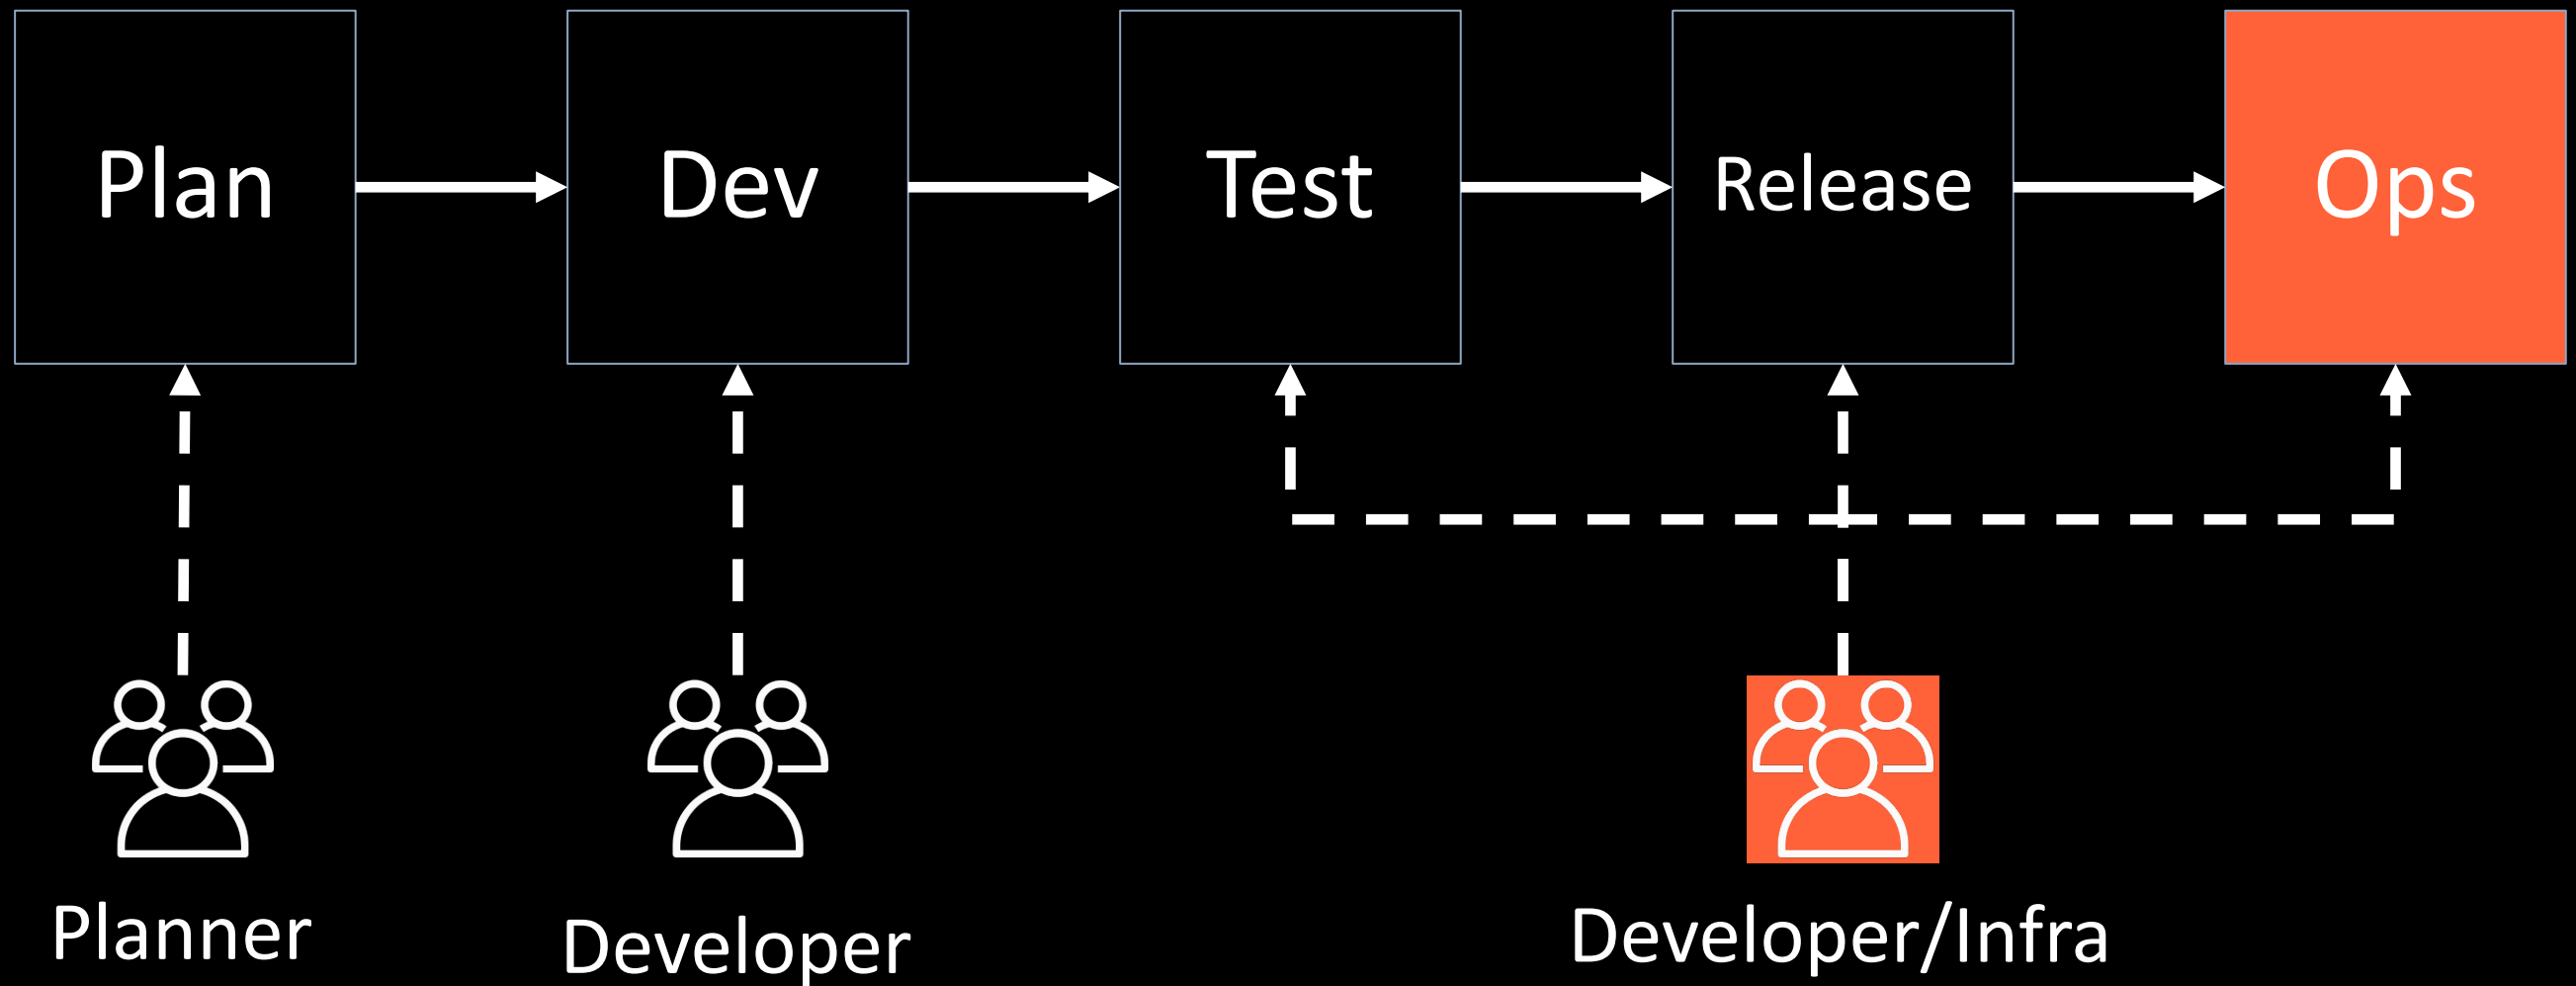 Plan
Dev
Test
Release
Ops
Planner
Developer
Developer/Infra